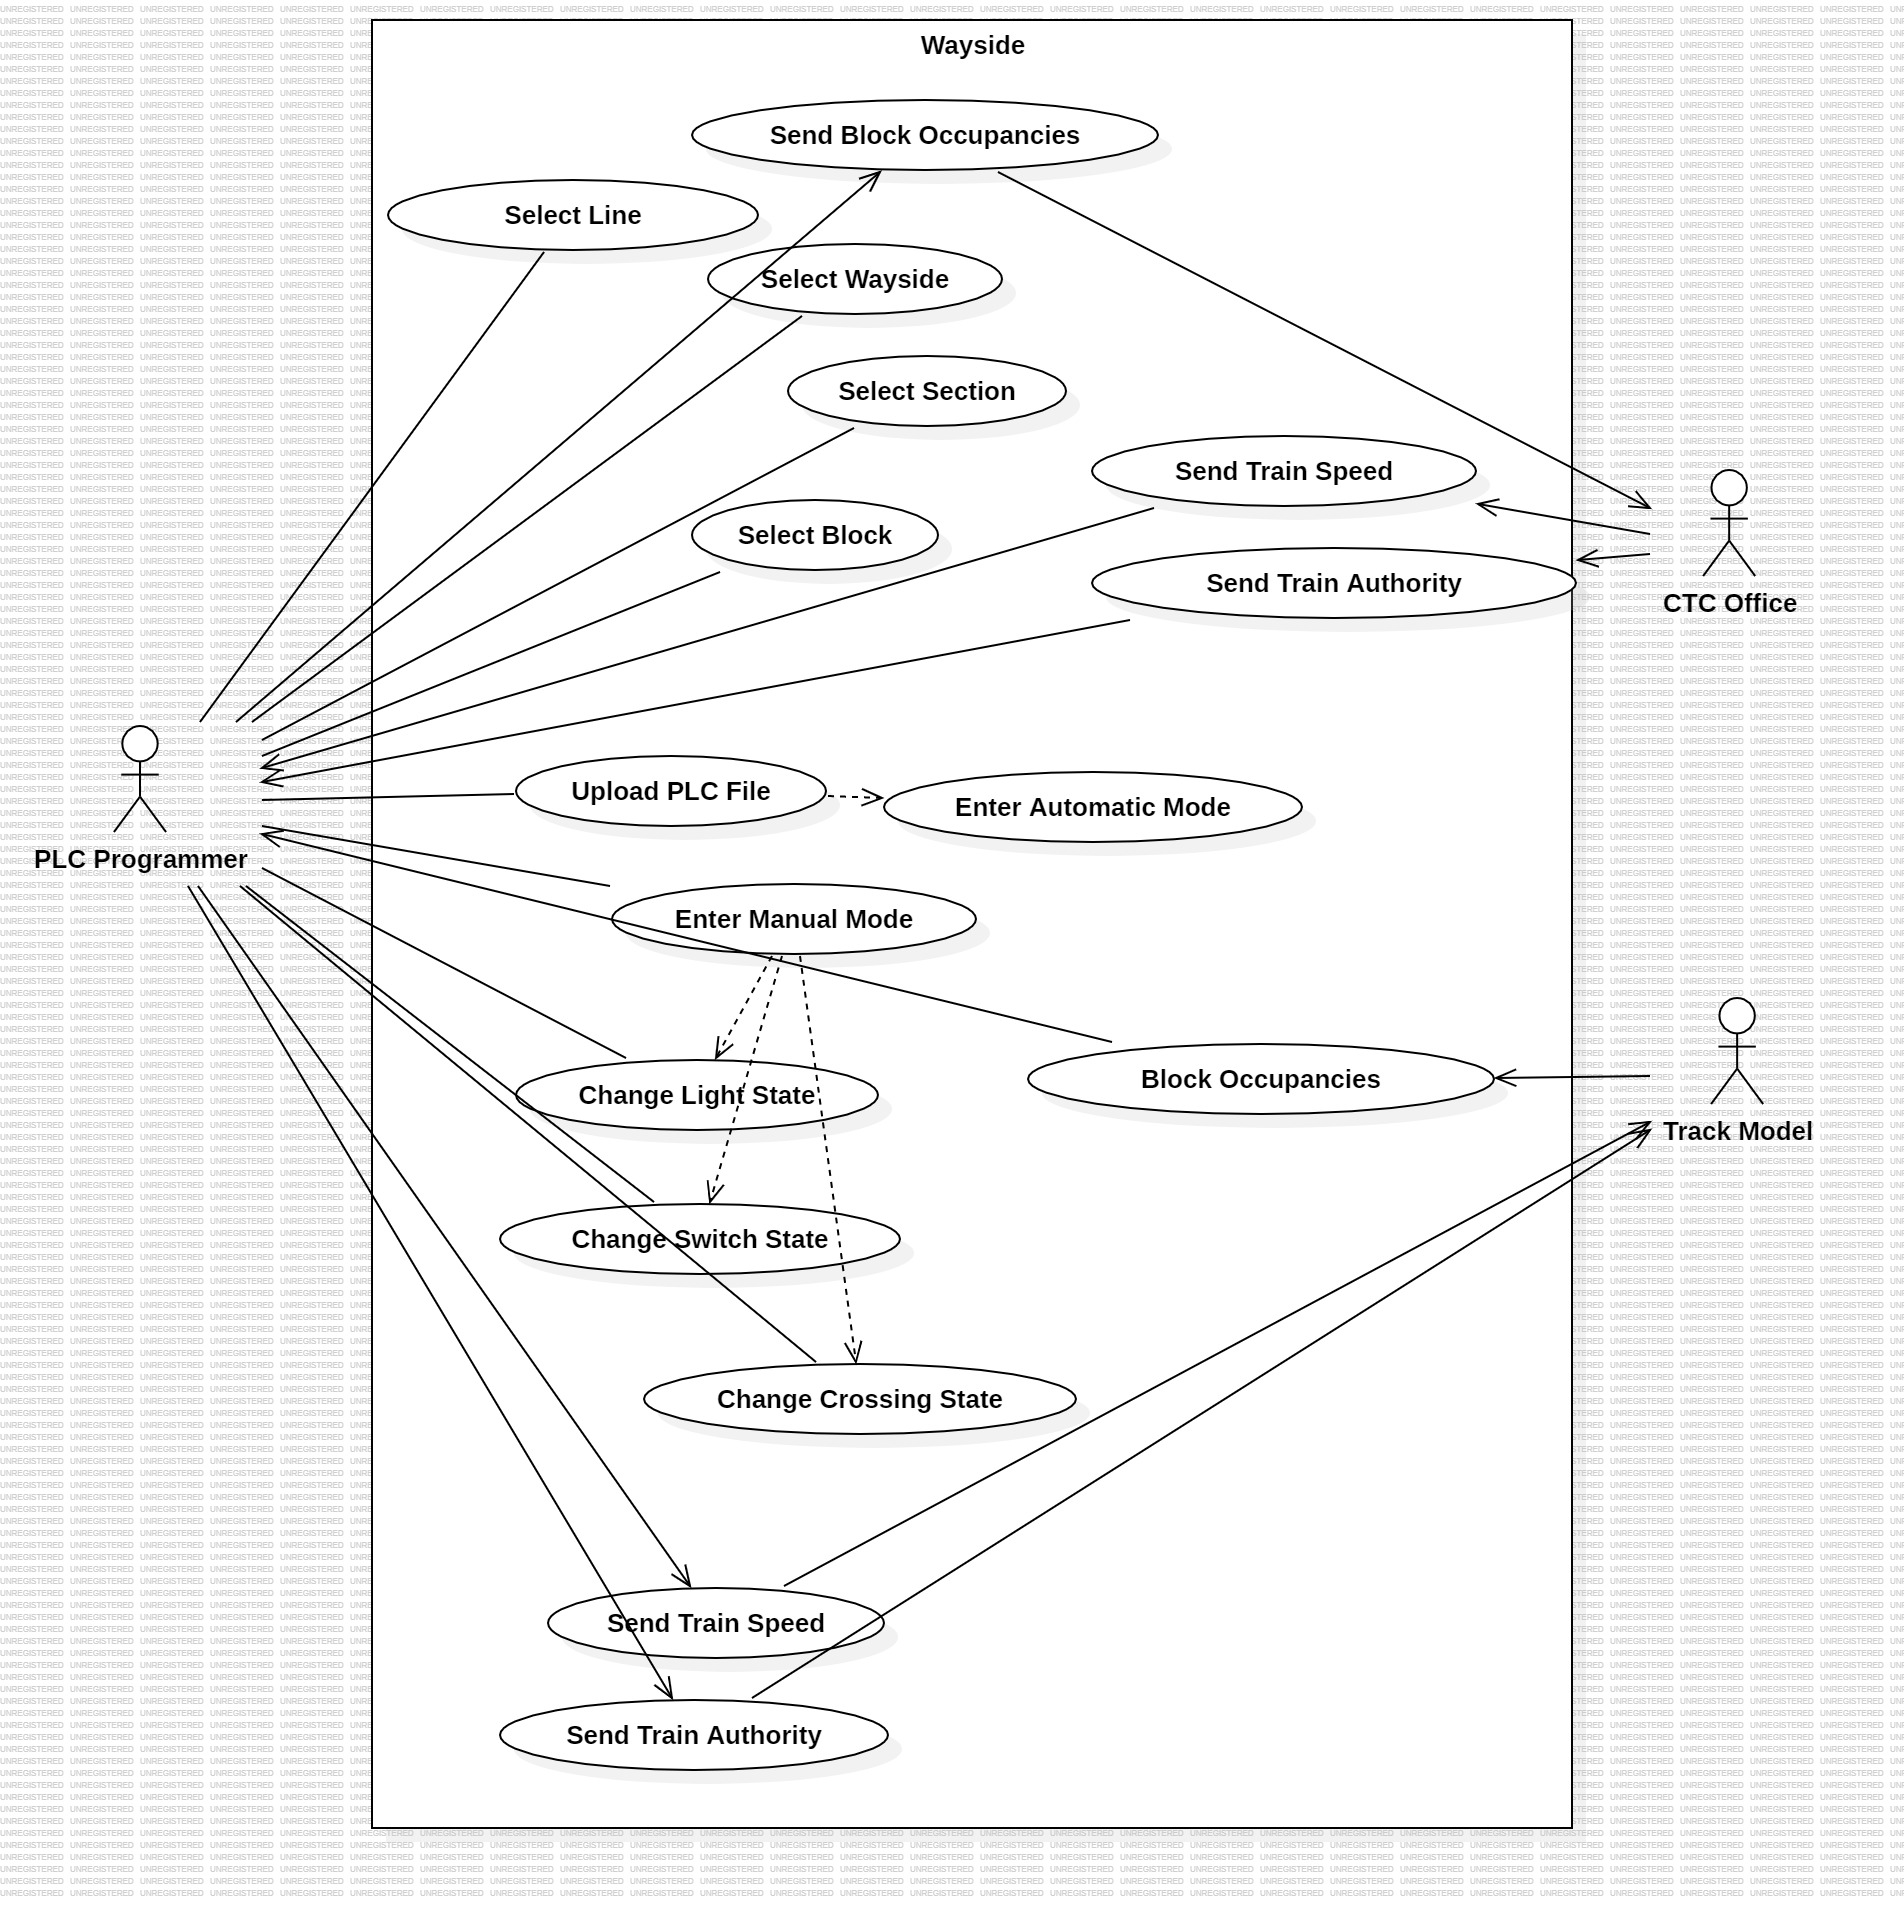 Wayside
Send Block Occupancies
Select Line
Select Wayside
Select Section
Send Train Speed
Select Block
Send Train Authority
CTC Office
Upload PLC File
Enter Automatic Mode
PLC Programmer
Enter Manual Mode
Change Light State
Block Occupancies
Track Model
Change Switch State
Change Crossing State
Send Train Speed
Send Train Authority
UNREGISTERED